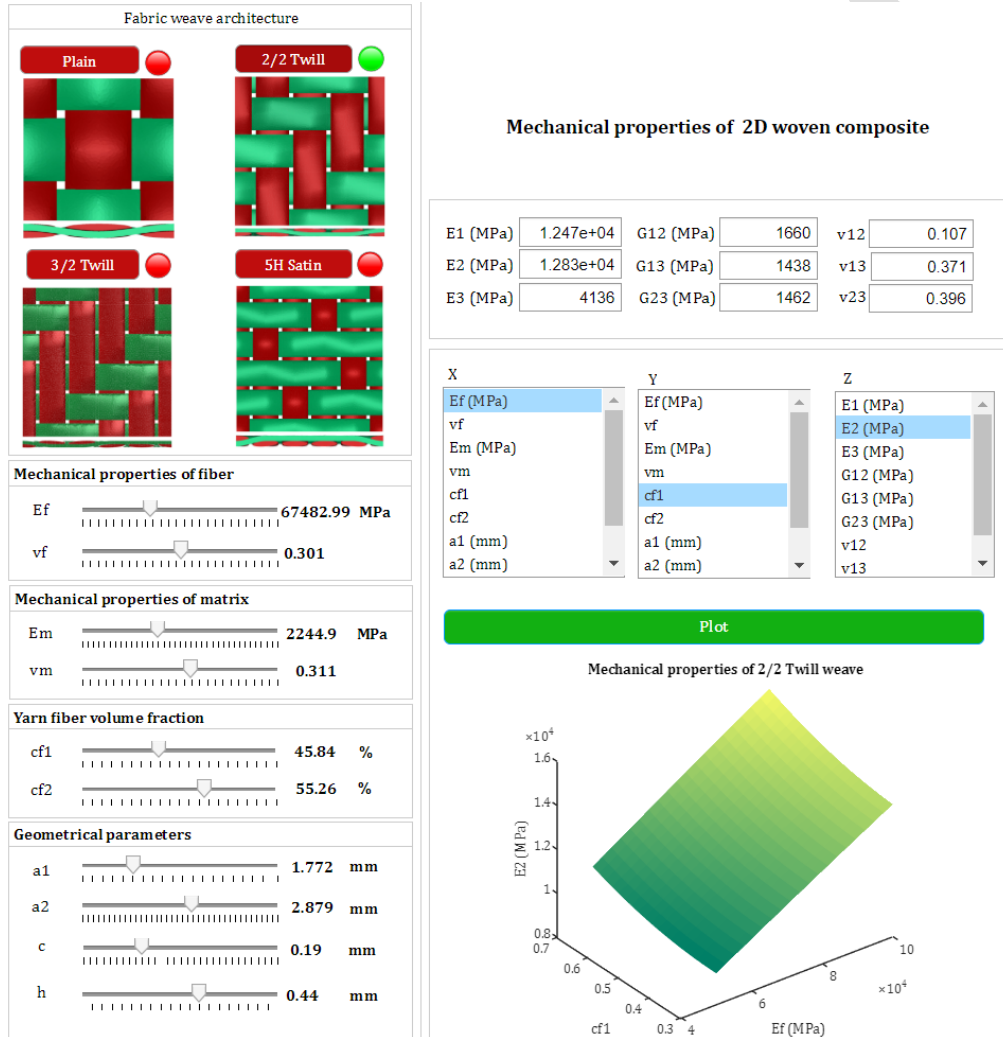 Fabric weave architecture
Plain
2/2 Twill
3/2 Twill
5H Satin
Mechanical properties of fiber
Ef 67482.99 MPa
vf 0.301
Mechanical properties of matrix
Em 2244.9 MPa
vm 0.311
Yarn fiber volume fraction
cf1 45.84 %
cf2 55.26 %
Geometrical parameters
a1 1.772 mm
a2 2.879 mm
c 0.19 mm
h 0.44 mm
Mechanical properties of 2D woven composite
E1 (MPa) 1.247e+04 G12 (MPa) 1660 v12 0.107
E2 (MPa) 1.283e+04 G13 (MPa) 1438 v13 0.371
E3 (MPa) 4136 G23 (MPa) 1462 v23 0.396
X
Ef (MPa)
vf
Em (MPa)
vm
cf1
cf2
a1 (mm)
a2 (mm)
Y
Ef (MPa)
vf
Em (MPa)
vm
cf1
cf2
a1 (mm)
a2 (mm)
Z
E1 (MPa)
E2 (MPa)
E3 (MPa)
G12 (MPa)
G13 (MPa)
G23 (MPa)
v12
v13
Plot
Mechanical properties of 2/2 Twill weave
×10⁴
1.6
1.4
1.2
1
0.8
E2 (MPa)
0.7
0.6
0.5
0.4
0.3
cf1
4
6
8
10
×10⁴
Ef (MPa)